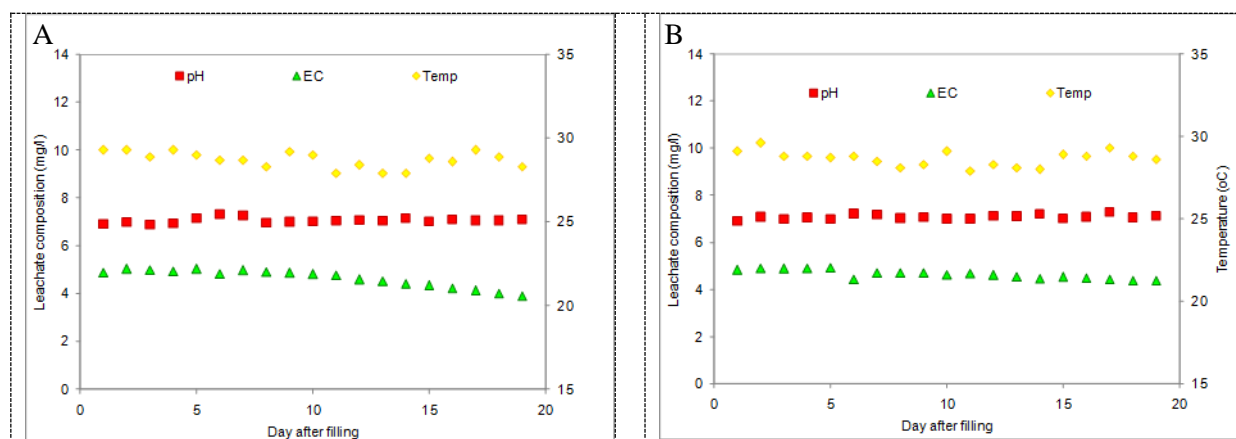 A
Leachate composition (mg/l)
14
12
10
8
6
4
2
0
pH
EC
Temp
35
30
25
20
15
0
5
10
15
20
Day after filling
B
Leachate composition (mg/l)
14
12
10
8
6
4
2
0
pH
EC
Temp
35
30
25
20
15
Temperature (oC)
0
5
10
15
20
Day after filling